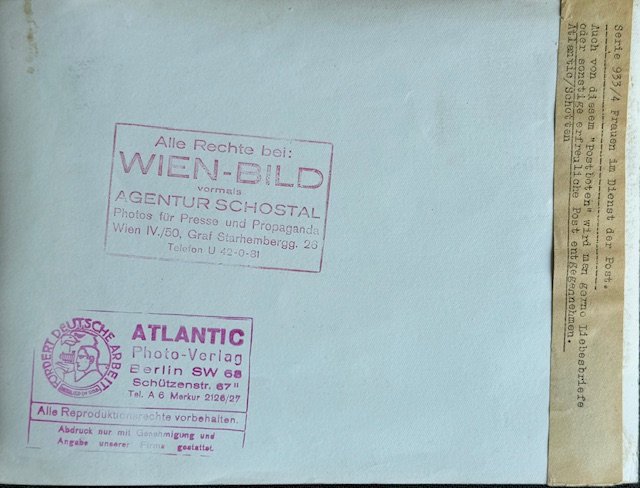 Alle Rechte bei:
WIEN-BILD
vormals
AGENTUR SCHOSTAL
Photos für Presse und Propaganda
Wien IV./50, Graf Starhembergg. 26
Telefon U 42-0-81
FÖRDERT DEUTSCHE ARBEIT
ATLANTIC
Photo-Verlag
Berlin SW 68
Schützenstr. 67"
Tel. A 6 Merkur 2126/27
Alle Reproduktionsrechte vorbehalten.
Abdruck nur mit Genehmigung und
Angabe unserer Firma gestattet.
Serie 933/4 Frauen im Dienst der Post.
Auch von diesem "Postboten" wird man gerne Liebesbriefe
oder sonstige erfreuliche Post entgegennehmen.
Atlantic/Schotten